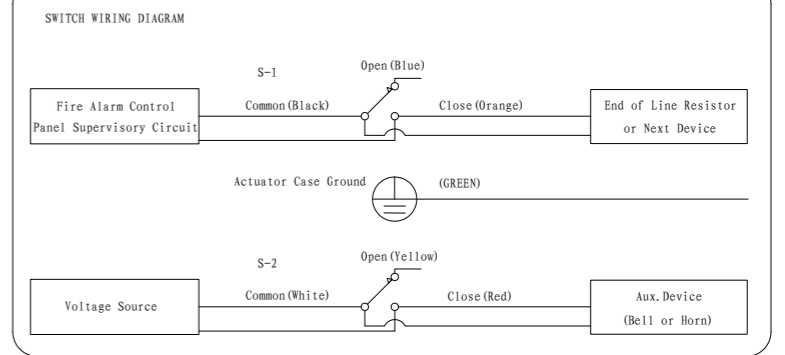 SWITCH WIRING DIAGRAM
S-1
Open(Blue)
Fire Alarm Control
Panel Supervisory Circuit
Common(Black)
Close(Orange)
End of Line Resistor
or Next Device
Actuator Case Ground
(GREEN)
S-2
Open(Yellow)
Voltage Source
Common(White)
Close(Red)
Aux.Device
(Bell or Horn)